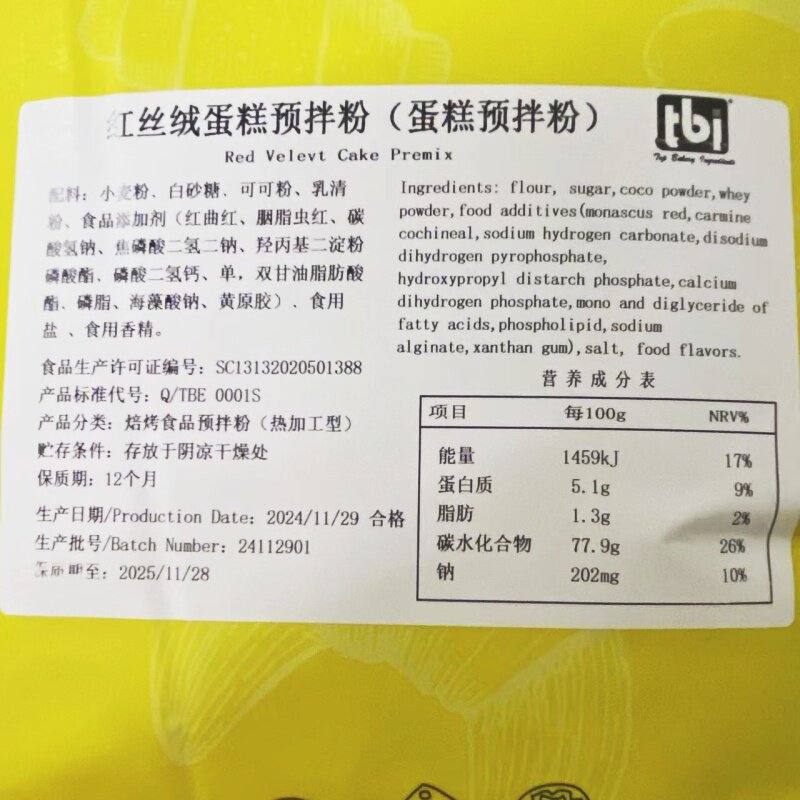 红丝绒蛋糕预拌粉（蛋糕预拌粉）
tbi
Top Bakery Ingredients
Red Velevt Cake Premix
配料：小麦粉、白砂糖、可可粉、乳清
粉、食品添加剂（红曲红、胭脂虫红、碳
酸氢钠、焦磷酸二氢二钠、羟丙基二淀粉
磷酸酯、磷酸二氢钙、单，双甘油脂肪酸
酯、磷脂、海藻酸钠、黄原胶）、食用
盐、食用香精。
Ingredients: flour, sugar,coco powder,whey
powder,food additives(monascus red,carmine
cochineal,sodium hydrogen carbonate,disodium
dihydrogen pyrophosphate,
hydroxypropyl distarch phosphate,calcium
dihydrogen phosphate,mono and diglyceride of
fatty acids,phospholipid,sodium
alginate,xanthan gum),salt, food flavors.
食品生产许可证编号：SC13132020501388
产品标准代号：Q/TBE 0001S
产品分类：焙烤食品预拌粉（热加工型）
贮存条件：存放于阴凉干燥处
保质期：12个月
生产日期/Production Date：2024/11/29 合格
生产批号/Batch Number：24112901
保质期至：2025/11/28
营养成分表
项目 每100g NRV%
能量 1459kJ 17%
蛋白质 5.1g 9%
脂肪 1.3g 2%
碳水化合物 77.9g 26%
钠 202mg 10%